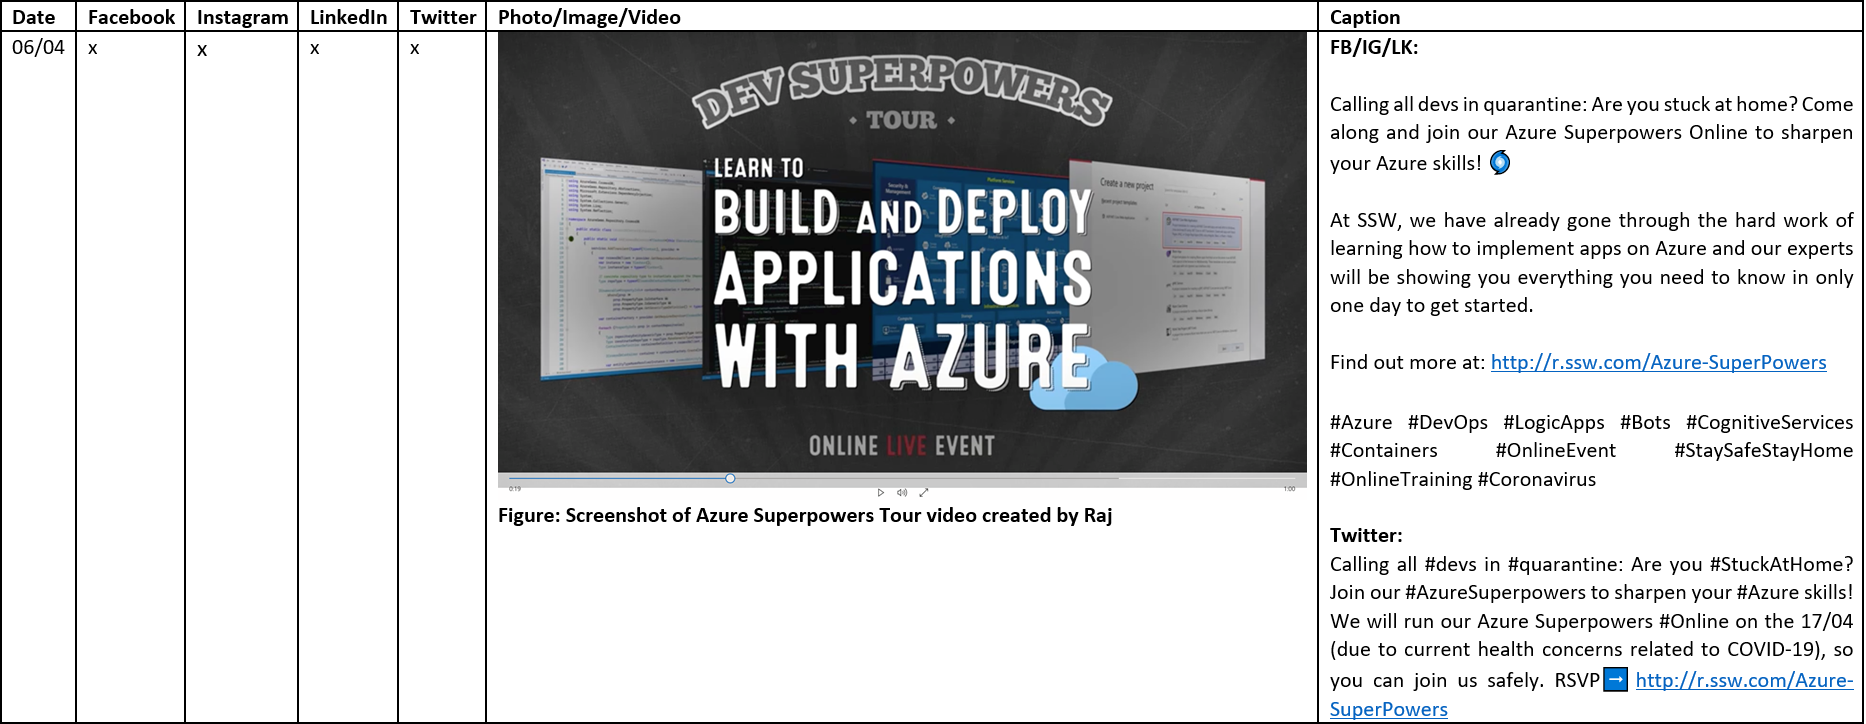 Date Facebook Instagram LinkedIn Twitter Photo/Image/Video Caption
06/04 x x x x
DEV SUPERPOWERS
TOUR
LEARN TO
BUILD AND DEPLOY
APPLICATIONS
WITH AZURE
Create a new project
ONLINE LIVE EVENT
0:19 1:00
Figure: Screenshot of Azure Superpowers Tour video created by Raj
FB/IG/LK:
Calling all devs in quarantine: Are you stuck at home? Come
along and join our Azure Superpowers Online to sharpen
your Azure skills!
At SSW, we have already gone through the hard work of
learning how to implement apps on Azure and our experts
will be showing you everything you need to know in only
one day to get started.
Find out more at: http://r.ssw.com/Azure-SuperPowers
#Azure #DevOps #LogicApps #Bots #CognitiveServices
#Containers #OnlineEvent #StaySafeStayHome
#OnlineTraining #Coronavirus
Twitter:
Calling all #devs in #quarantine: Are you #StuckAtHome?
Join our #AzureSuperpowers to sharpen your #Azure skills!
We will run our Azure Superpowers #Online on the 17/04
(due to current health concerns related to COVID-19), so
you can join us safely. RSVP➡ http://r.ssw.com/Azure-
SuperPowers